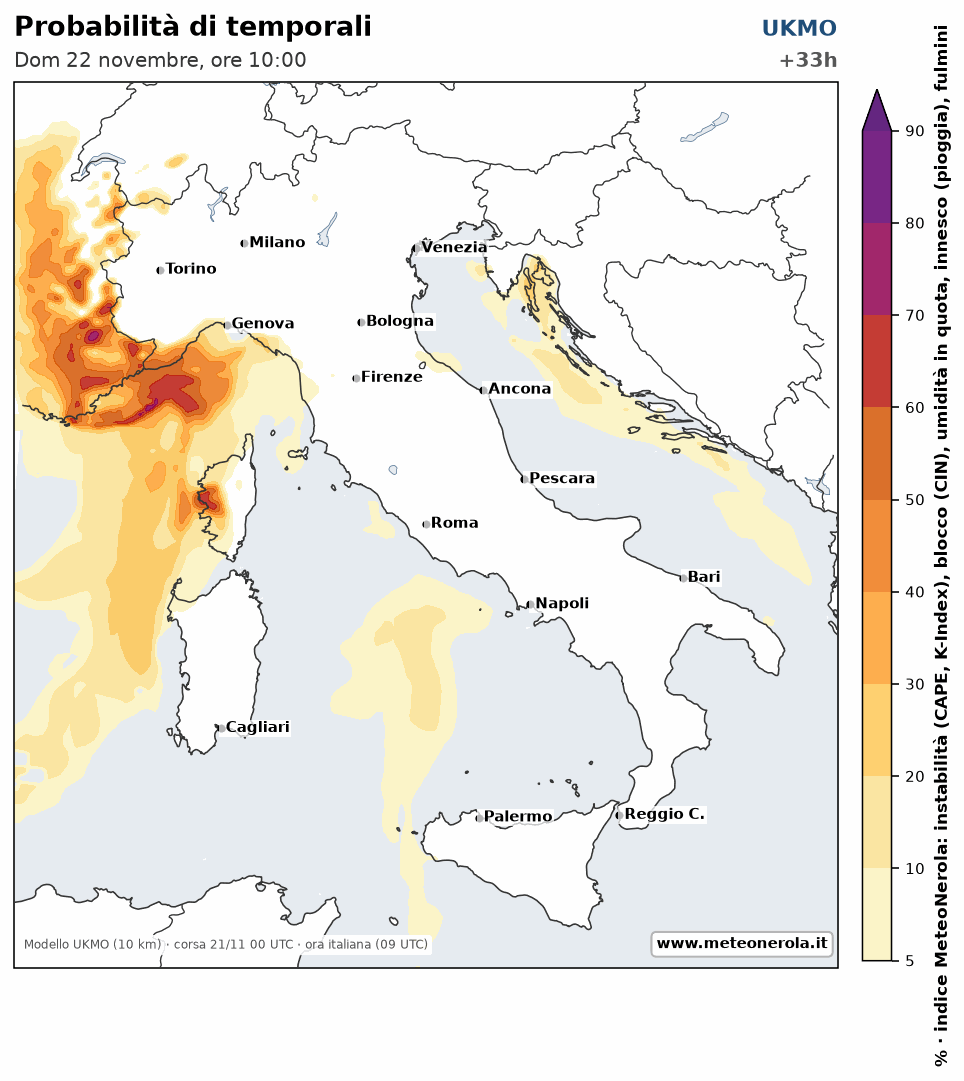 Probabilità di temporali
UKMO
Dom 22 novembre, ore 10:00
+33h
Milano
Venezia
Torino
Genova
Bologna
Firenze
Ancona
Pescara
Roma
Bari
Napoli
Cagliari
Palermo
Reggio C.
Modello UKMO (10 km) · corsa 21/11 00 UTC · ora italiana (09 UTC)
www.meteonerola.it
90
80
70
60
50
40
30
20
10
5
% · indice MeteoNerola: instabilità (CAPE, K-Index), blocco (CIN), umidità in quota, innesco (pioggia), fulmini